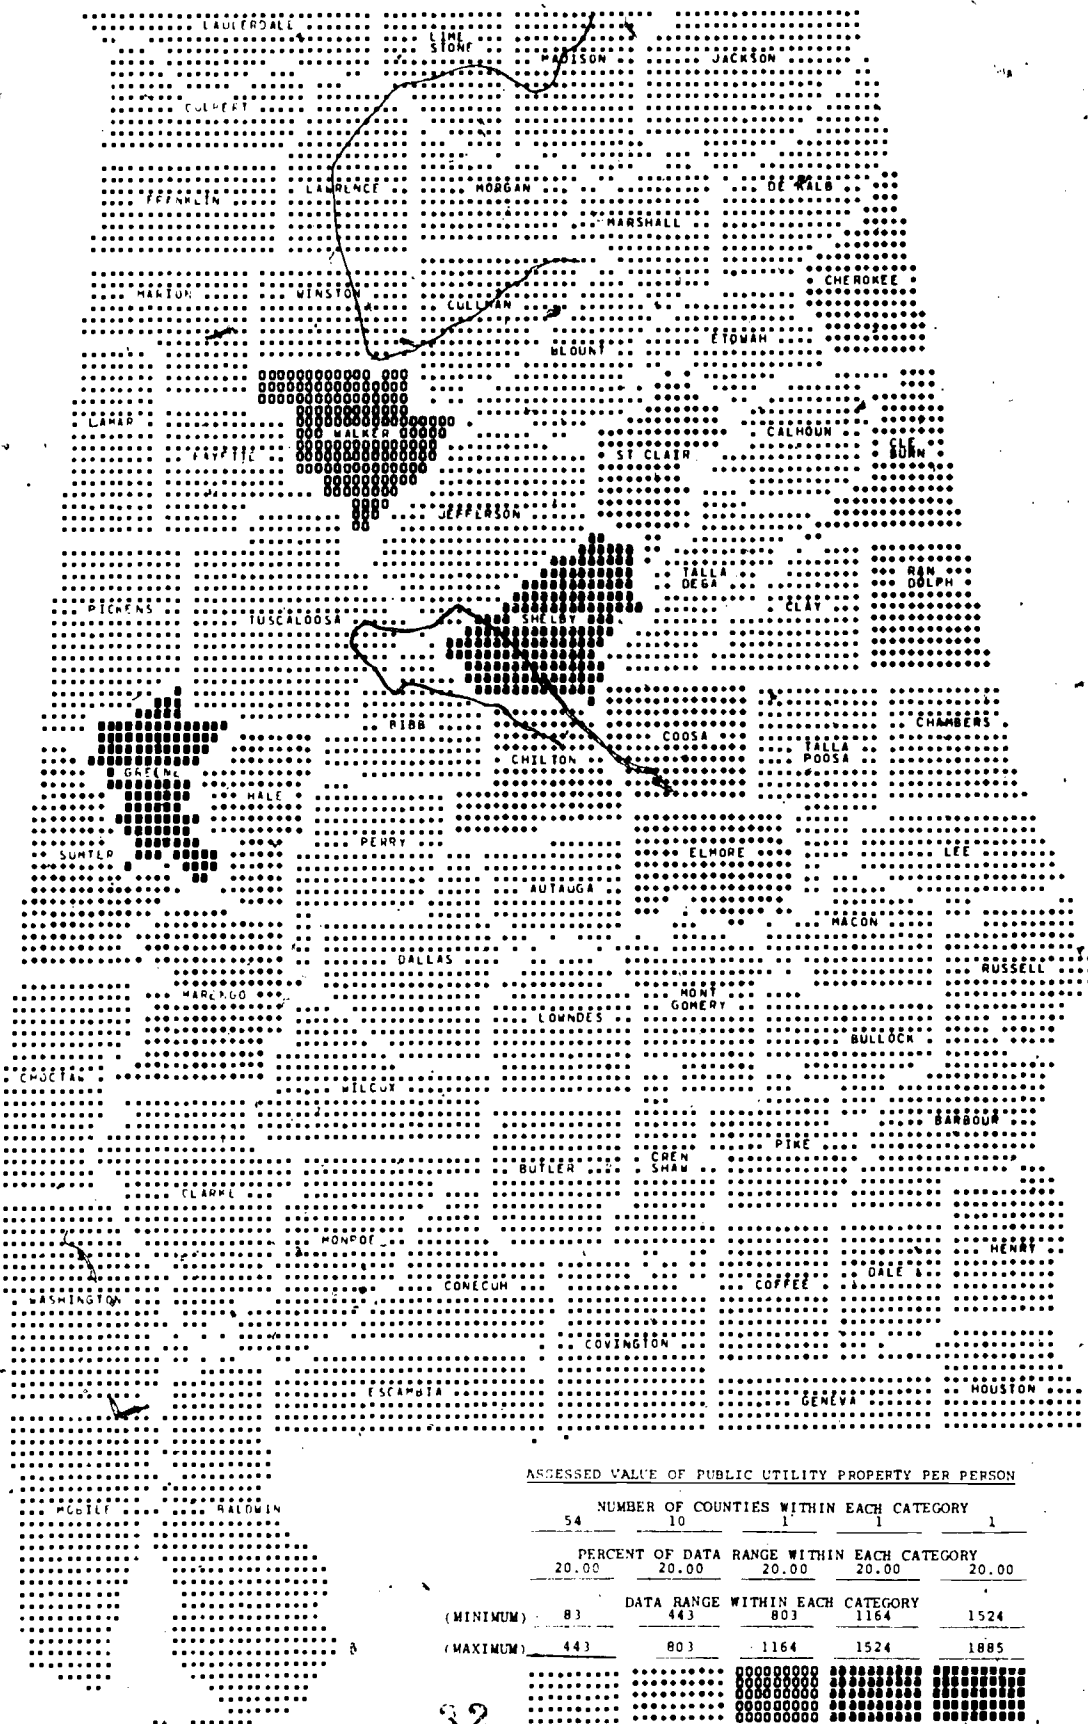 LAUDERDALE
LIME
STONE
MADISON
JACKSON
COLBERT
FRANKLIN
LAWRENCE
MORGAN
DE KALB
MARSHALL
CHEROKEE
MARION
WINSTON
CULLMAN
ETOWAH
BLOUNT
LAMAR
FAYETTE
WALKER
CALHOUN
CLE
BURN
ST CLAIR
JEFFERSON
TALLA
DEGA
RAN
DOLPH
PICKENS
TUSCALOOSA
SHELBY
CLAY
BIBB
COOSA
CHAMBERS
CHILTON
TALLA
POOSA
GREENE
HALE
PERRY
SUMTER
ELMORE
LEE
AUTAUGA
MACON
DALLAS
RUSSELL
MARENGO
MONT
GOMERY
LOWNDES
BULLOCK
CHOCTAW
WILCOX
BARBOUR
PIKE
CREN
SHAW
BUTLER
CLARKE
MONROE
HENRY
CONECUH
COFFEE
DALE
WASHINGTON
COVINGTON
ESCAMBIA
GENEVA
HOUSTON
MOBILE
BALDWIN
ASSESSED VALUE OF PUBLIC UTILITY PROPERTY PER PERSON
NUMBER OF COUNTIES WITHIN EACH CATEGORY
54 10 1 1 1
PERCENT OF DATA RANGE WITHIN EACH CATEGORY
20.00 20.00 20.00 20.00 20.00
DATA RANGE WITHIN EACH CATEGORY
(MINIMUM) 83 443 803 1164 1524
(MAXIMUM) 443 803 1164 1524 1885
32